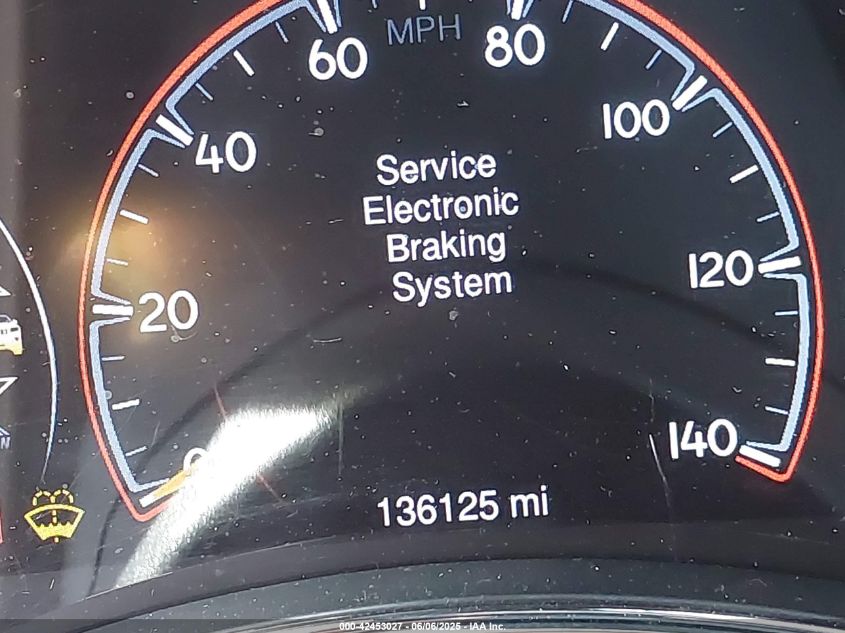 MPH
60
80
40
100
Service
Electronic
Braking
System
20
120
0
140
136125 mi
000-42453027 - 06/06/2025 - IAA Inc.